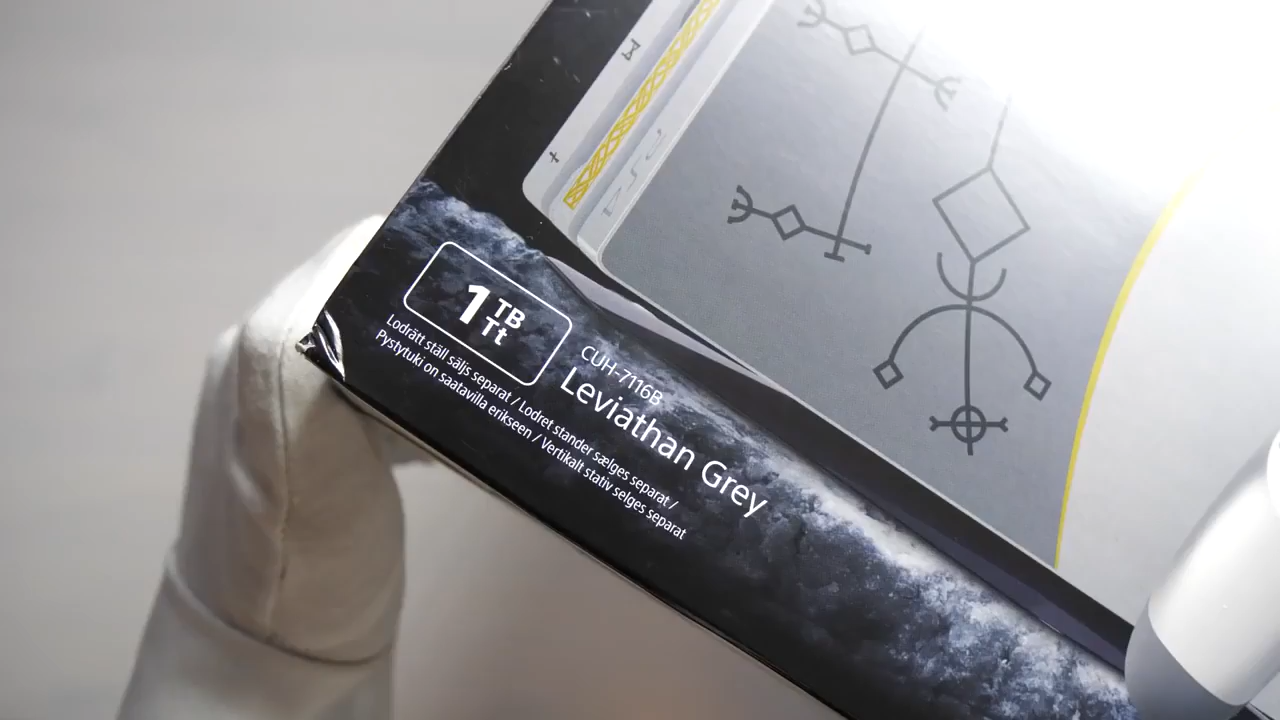 1 TB
Tt
CUH-7116B
Leviathan Grey
Lodrätt ställ säljs separat / Lodret stander sælges separat /
Pystytuki on saatavilla erikseen / Vertikalt stativ selges separat
PS4